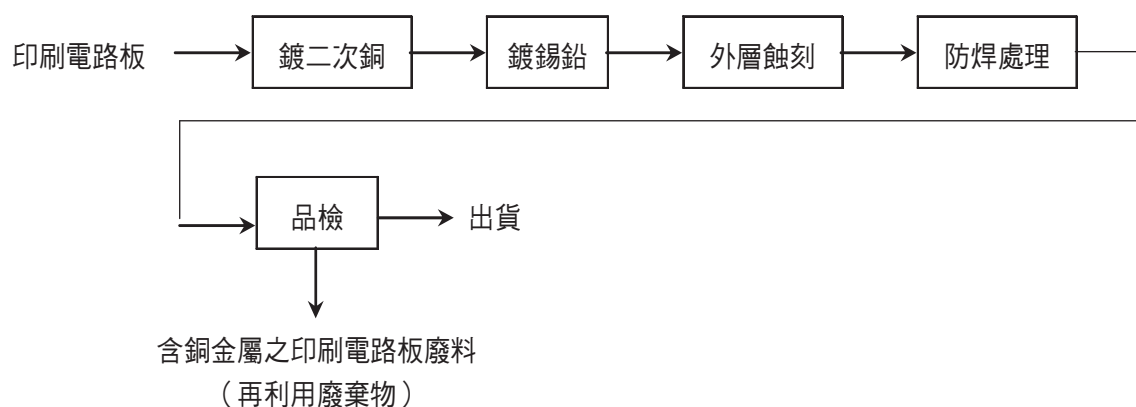 印刷電路板
鍍二次銅
鍍錫鉛
外層蝕刻
防焊處理
品檢
出貨
含銅金屬之印刷電路板廢料
（再利用廢棄物）